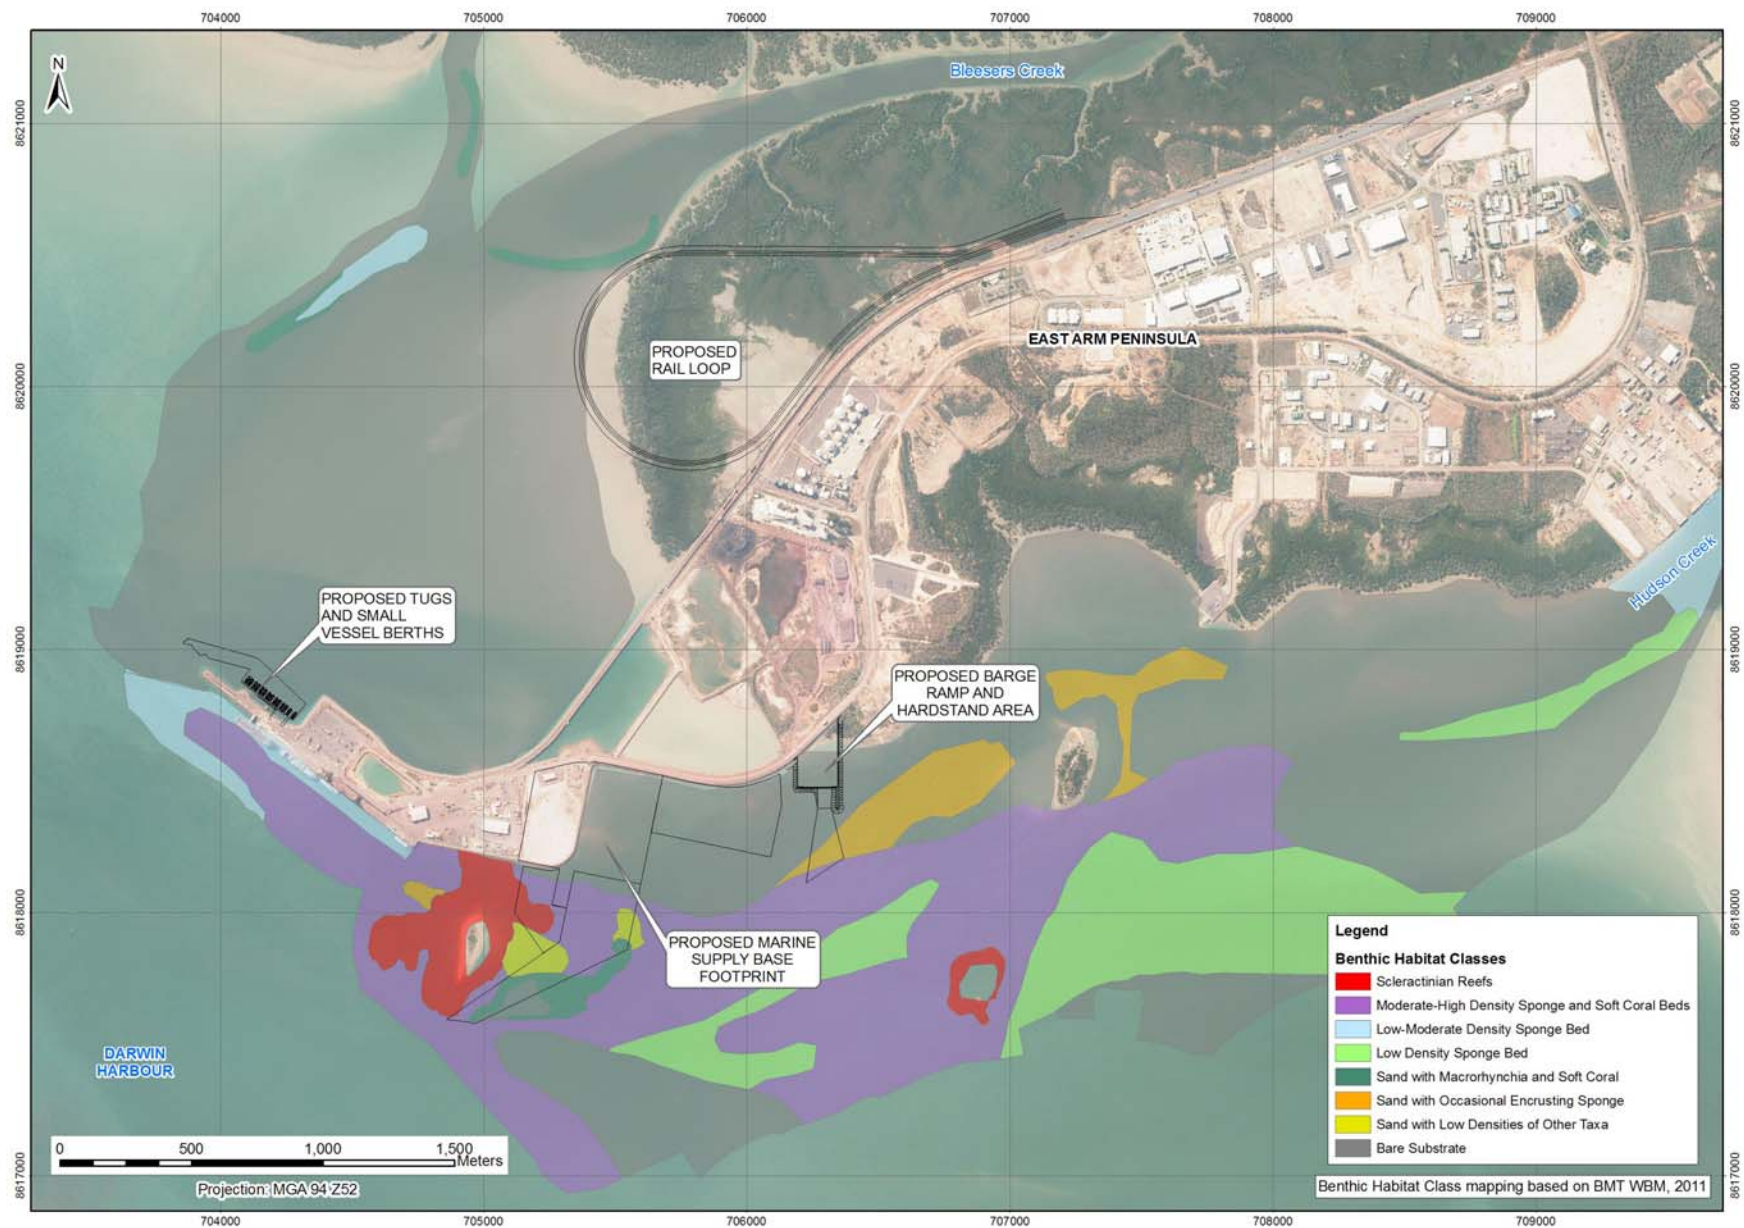 704000
705000
706000
707000
708000
709000
N
Bleesers Creek
8621000
8621000
EAST ARM PENINSULA
PROPOSED
RAIL LOOP
8620000
8620000
Hudson Creek
PROPOSED TUGS
AND SMALL
VESSEL BERTHS
8619000
8619000
PROPOSED BARGE
RAMP AND
HARDSTAND AREA
8618000
8618000
PROPOSED MARINE
SUPPLY BASE
FOOTPRINT
DARWIN
HARBOUR
Legend
Benthic Habitat Classes
Scleractinian Reefs
Moderate-High Density Sponge and Soft Coral Beds
Low-Moderate Density Sponge Bed
Low Density Sponge Bed
Sand with Macrorhynchia and Soft Coral
Sand with Occasional Encrusting Sponge
Sand with Low Densities of Other Taxa
Bare Substrate
0 500 1,000 1,500
Meters
8617000
8617000
Projection: MGA 94 Z52
Benthic Habitat Class mapping based on BMT WBM, 2011
704000
705000
706000
707000
708000
709000